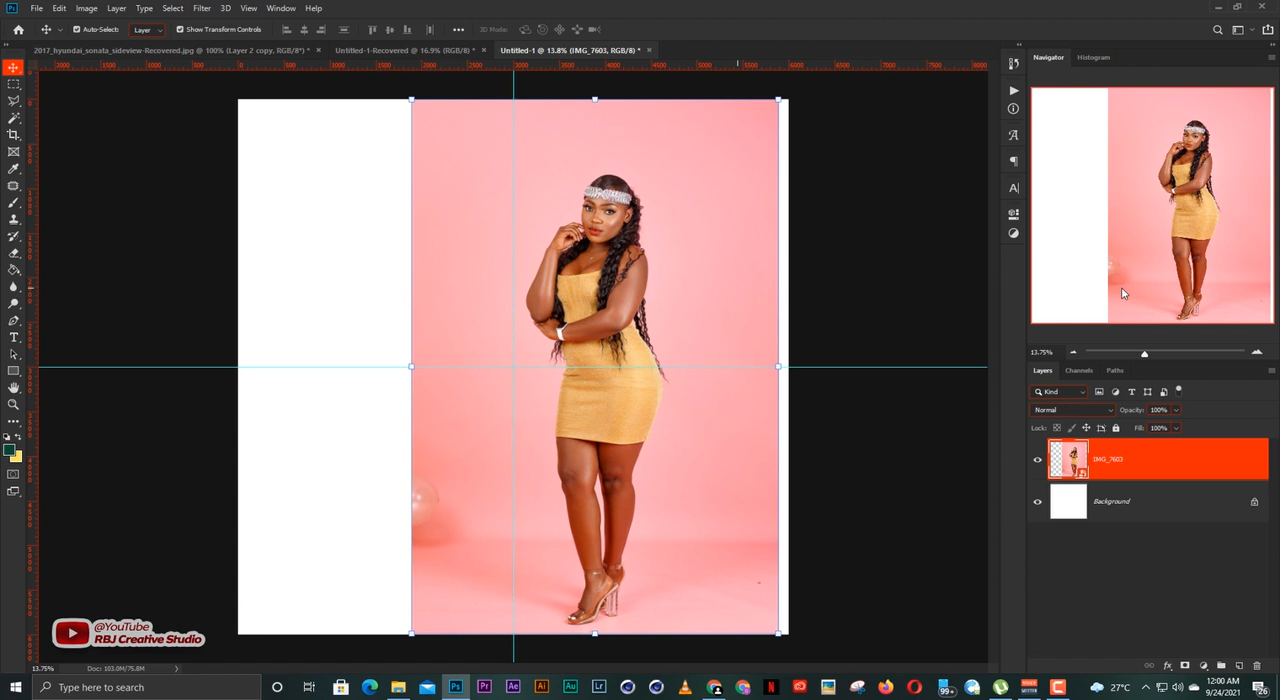 File Edit Image Layer Type Select Filter 3D View Window Help
Auto-Select: Layer Show Transform Controls 3D Mode:
2017_hyundai_sonata_sideview-Recovered.jpg @ 100% (Layer 2 copy, RGB/8*) * × Untitled-1-Recovered @ 16.9% (RGB/8) * × Untitled-1 @ 13.8% (IMG_7603, RGB/8) * ×
Navigator Histogram
13.75%
Layers Channels Paths
Kind
Normal Opacity: 100%
Lock: Fill: 100%
IMG_7603
Background
@YouTube
RBJ Creative Studio
13.75% Doc: 103.0M/75.8M
Type here to search
99+
27°C
12:00 AM
9/24/2021